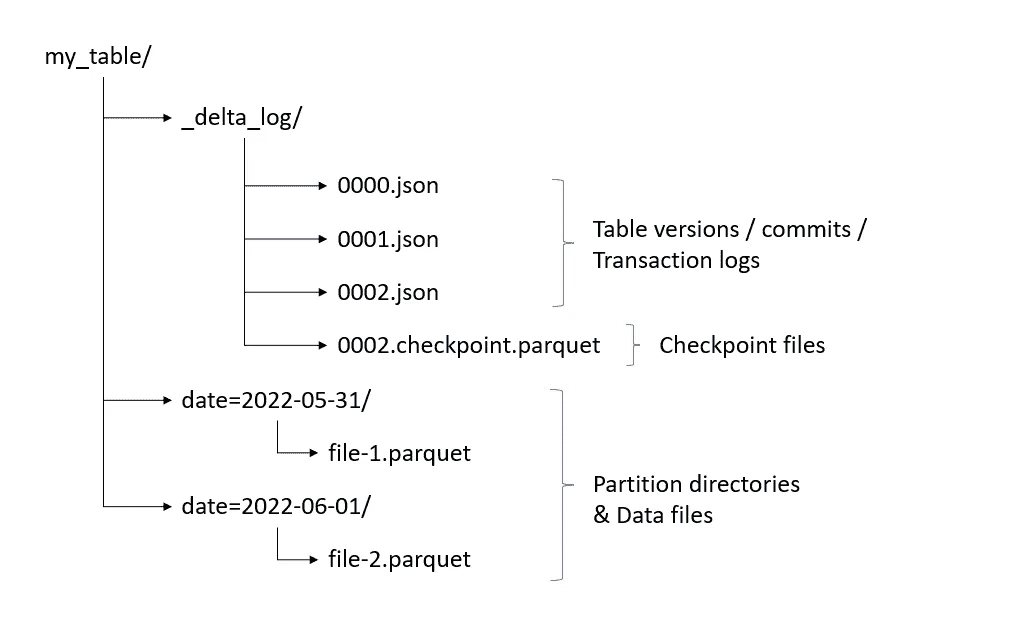 my_table/
_delta_log/
0000.json
0001.json
0002.json
Table versions / commits /
Transaction logs
0002.checkpoint.parquet
Checkpoint files
date=2022-05-31/
file-1.parquet
date=2022-06-01/
file-2.parquet
Partition directories
& Data files